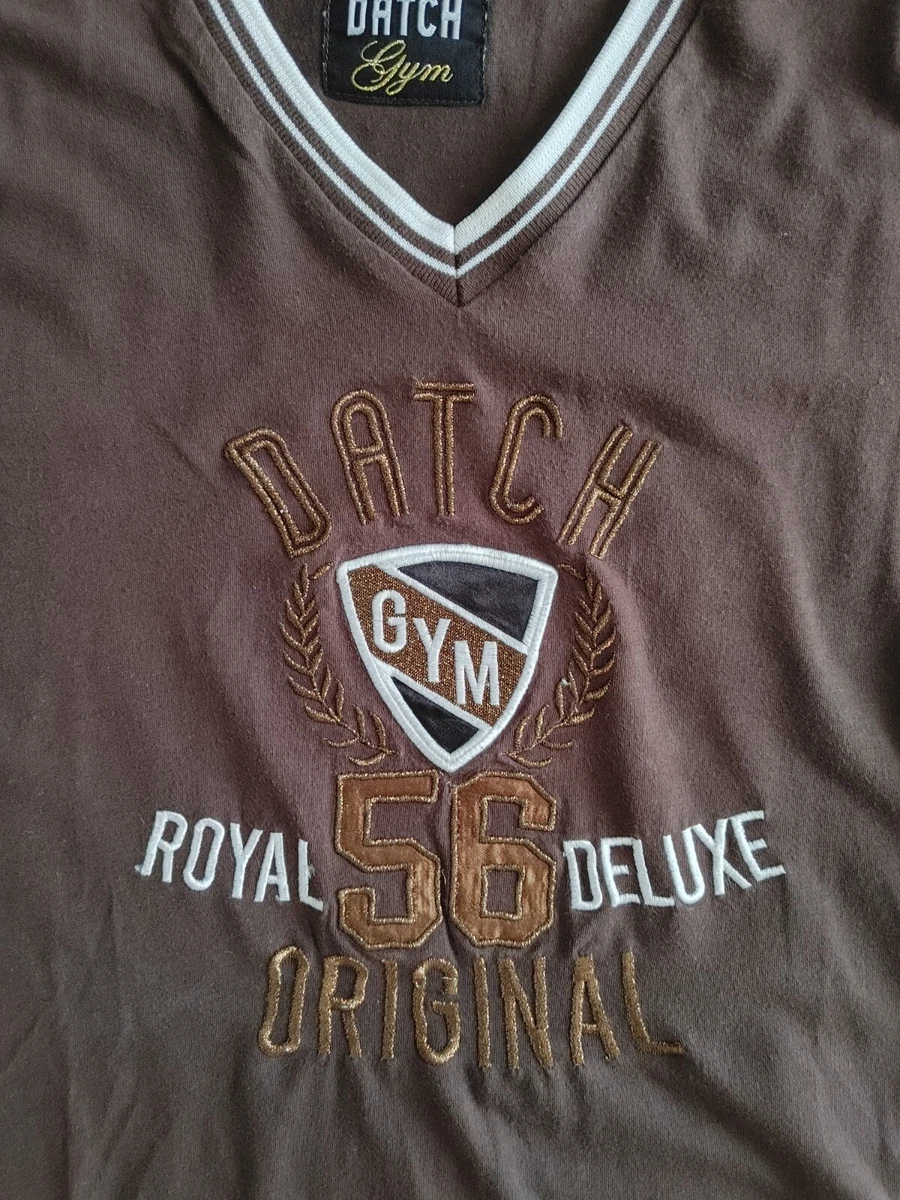 DATCH
Gym
DATCH
GYM
ROYAL 56 DELUXE
ORIGINAL